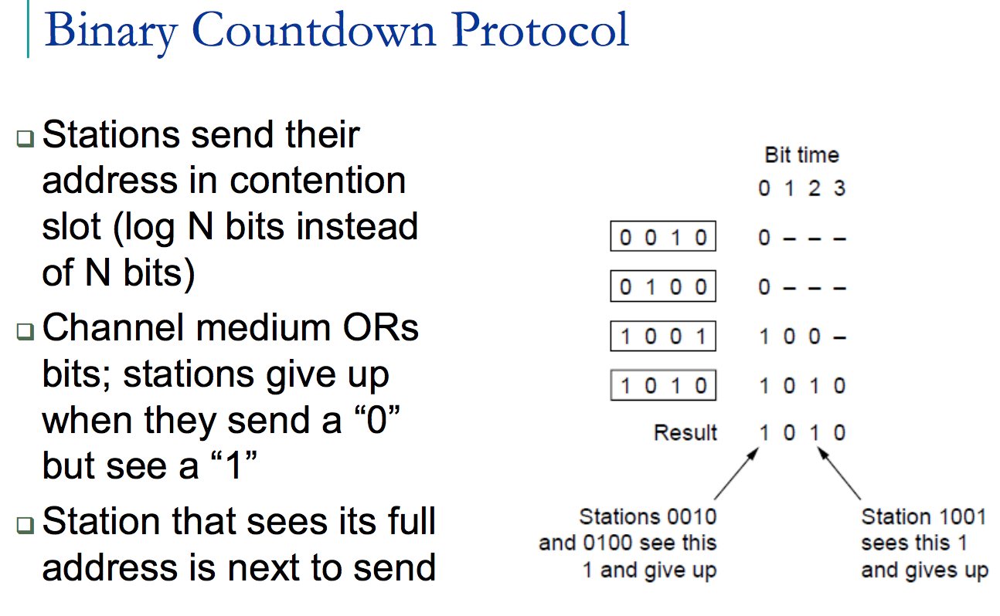 Binary Countdown Protocol
Stations send their
address in contention
slot (log N bits instead
of N bits)
Channel medium ORs
bits; stations give up
when they send a “0”
but see a “1”
Station that sees its full
address is next to send
Bit time
0 1 2 3
0 0 1 0 0 – – –
0 1 0 0 0 – – –
1 0 0 1 1 0 0 –
1 0 1 0 1 0 1 0
Result 1 0 1 0
Stations 0010
and 0100 see this
1 and give up
Station 1001
sees this 1
and gives up